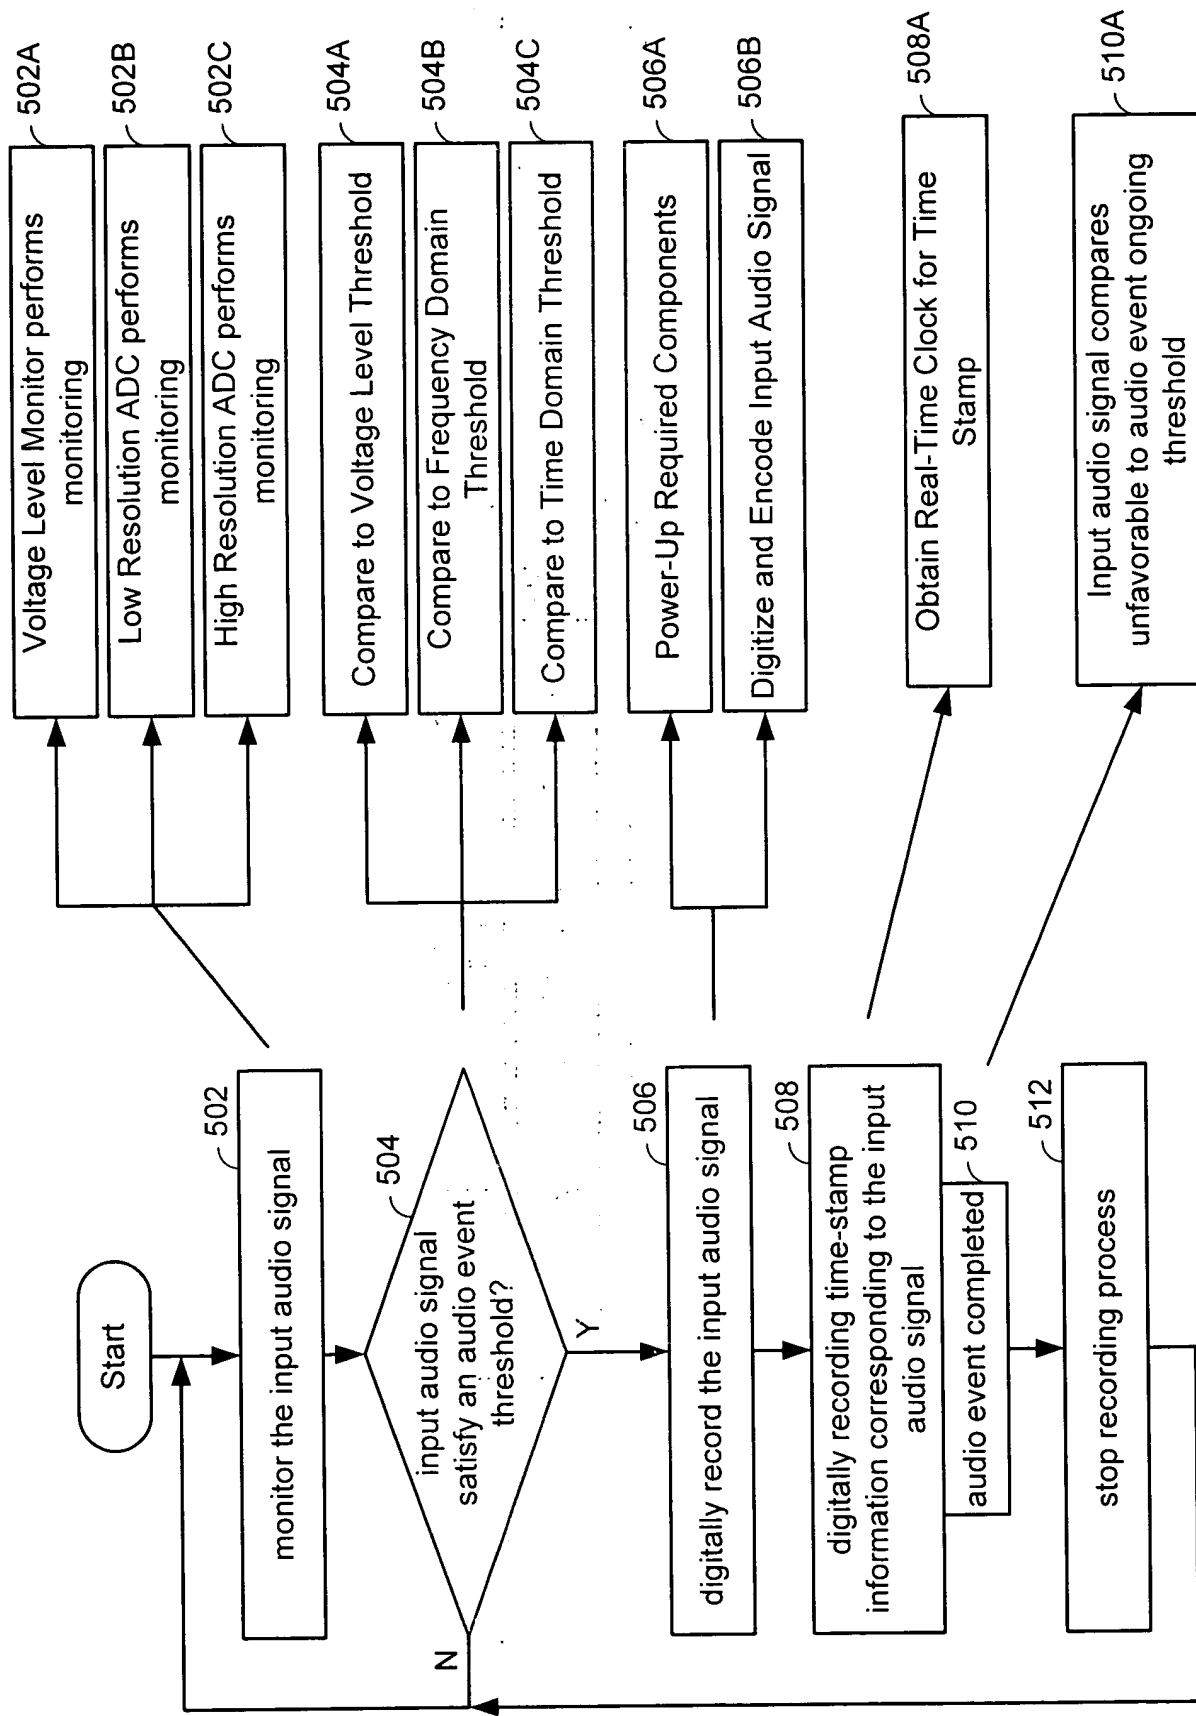 Start
502
monitor the input audio signal
504
input audio signal
satisfy an audio event
threshold?
N
Y
506
digitally record the input audio signal
508
digitally recording time-stamp
information corresponding to the input
audio signal
510
audio event completed
512
stop recording process
502A
Voltage Level Monitor performs
monitoring
502B
Low Resolution ADC performs
monitoring
502C
High Resolution ADC performs
monitoring
504A
Compare to Voltage Level Threshold
504B
Compare to Frequency Domain
Threshold
504C
Compare to Time Domain Threshold
506A
Power-Up Required Components
506B
Digitize and Encode Input Audio Signal
508A
Obtain Real-Time Clock for Time
Stamp
510A
Input audio signal compares
unfavorable to audio event ongoing
threshold